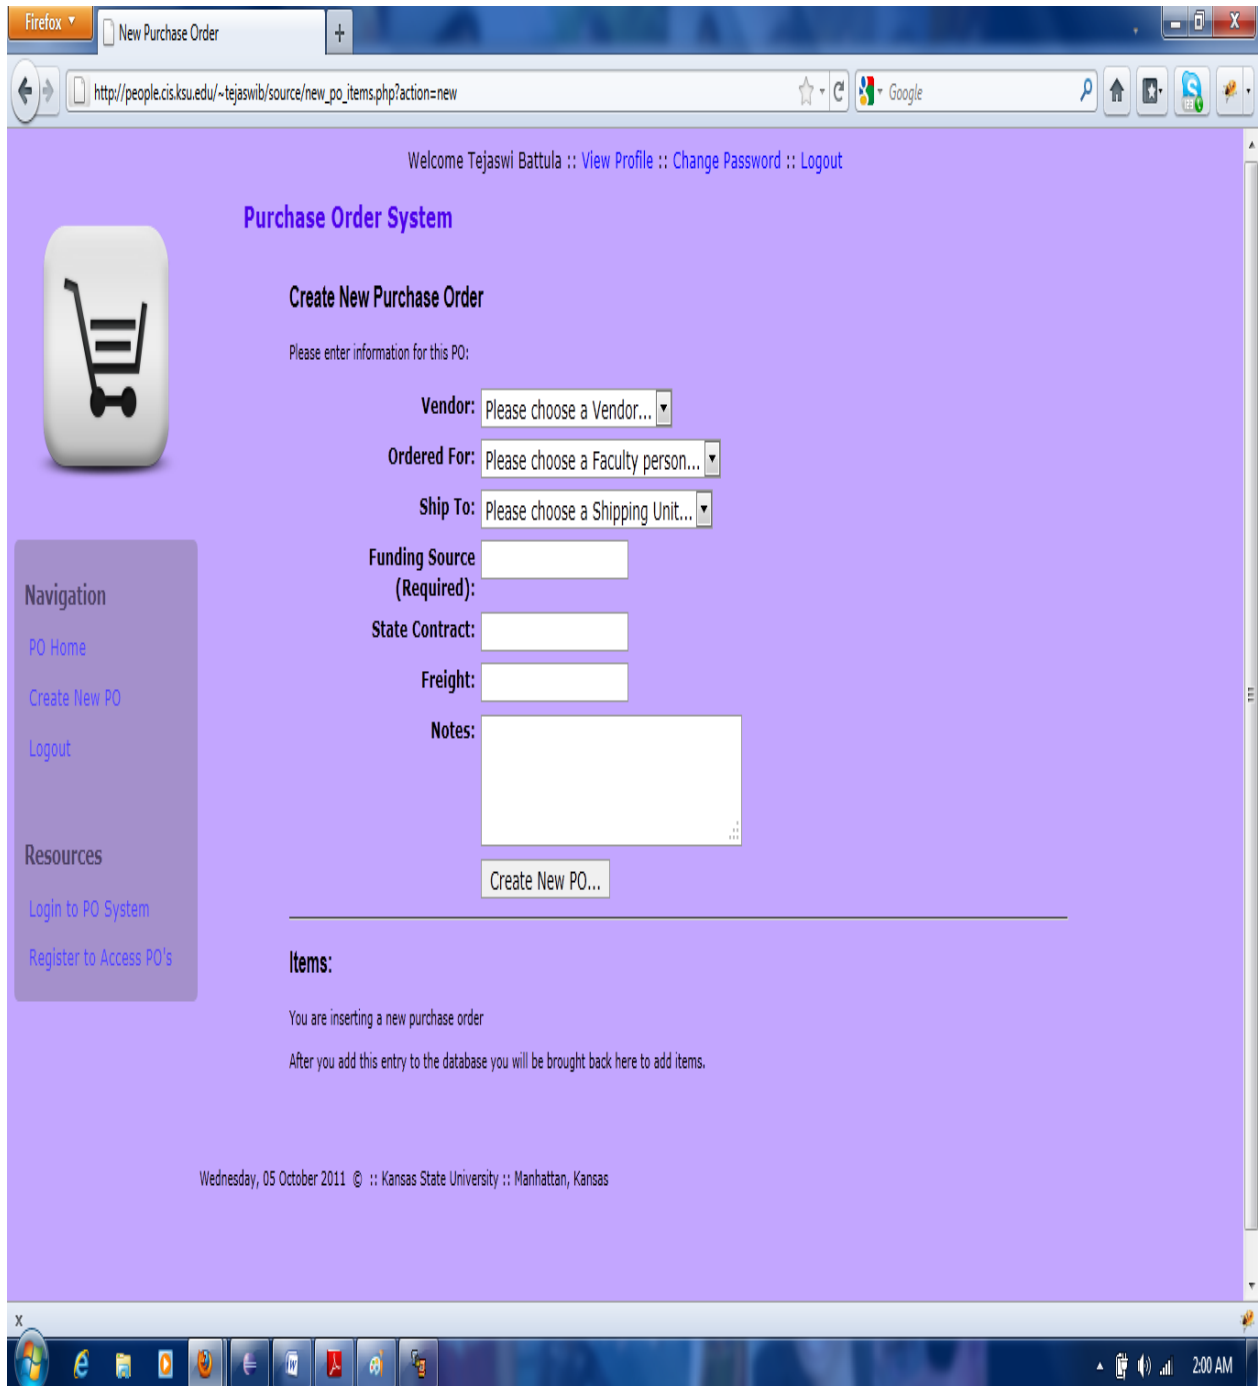 Firefox
New Purchase Order
http://people.cis.ksu.edu/~tejaswib/source/new_po_items.php?action=new
Google
Welcome Tejaswi Battula :: View Profile :: Change Password :: Logout
Purchase Order System
Create New Purchase Order
Please enter information for this PO:
Vendor: Please choose a Vendor...
Ordered For: Please choose a Faculty person...
Ship To: Please choose a Shipping Unit...
Funding Source
(Required):
State Contract:
Freight:
Notes:
Create New PO...
Navigation
PO Home
Create New PO
Logout
Resources
Login to PO System
Register to Access PO's
Items:
You are inserting a new purchase order
After you add this entry to the database you will be brought back here to add items.
Wednesday, 05 October 2011 © :: Kansas State University :: Manhattan, Kansas
x
2:00 AM